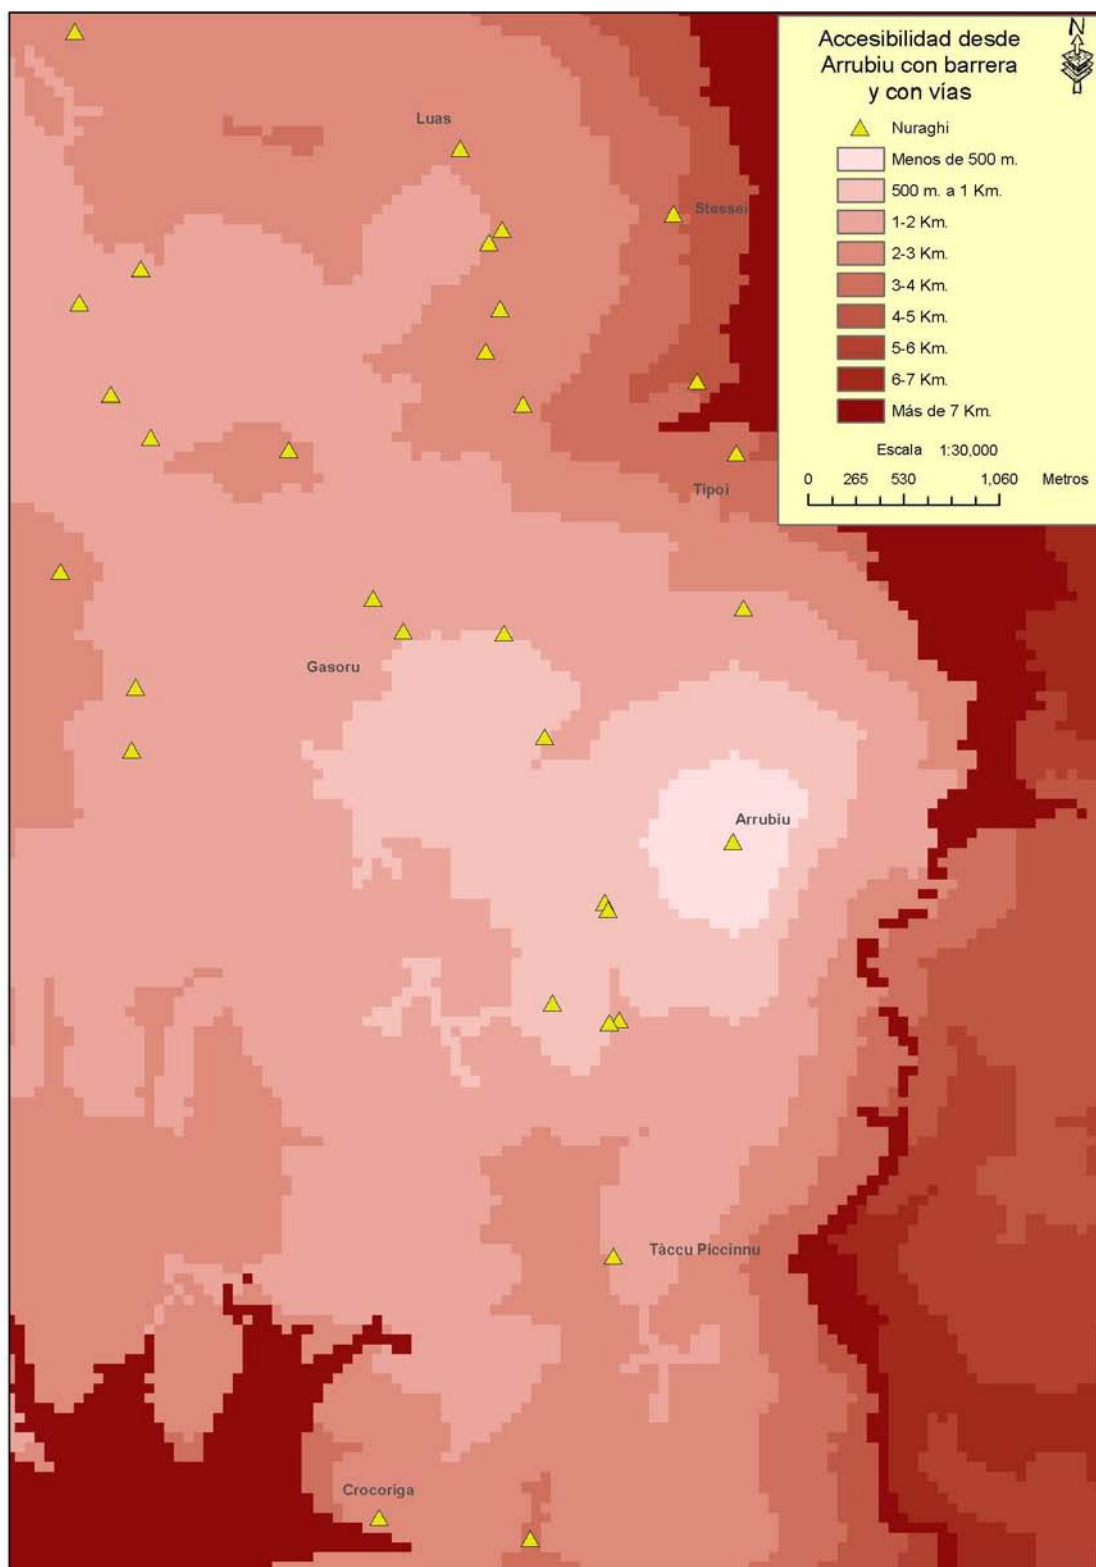 Accesibilidad desde
Arrubiu con barrera
y con vías
N
Nuraghi
Menos de 500 m.
500 m. a 1 Km.
1-2 Km.
2-3 Km.
3-4 Km.
4-5 Km.
5-6 Km.
6-7 Km.
Más de 7 Km.
Escala 1:30,000
0 265 530 1,060 Metros
Luas
Stessei
Tipoi
Gasoru
Arrubiu
Tàccu Piccinnu
Crocoriga